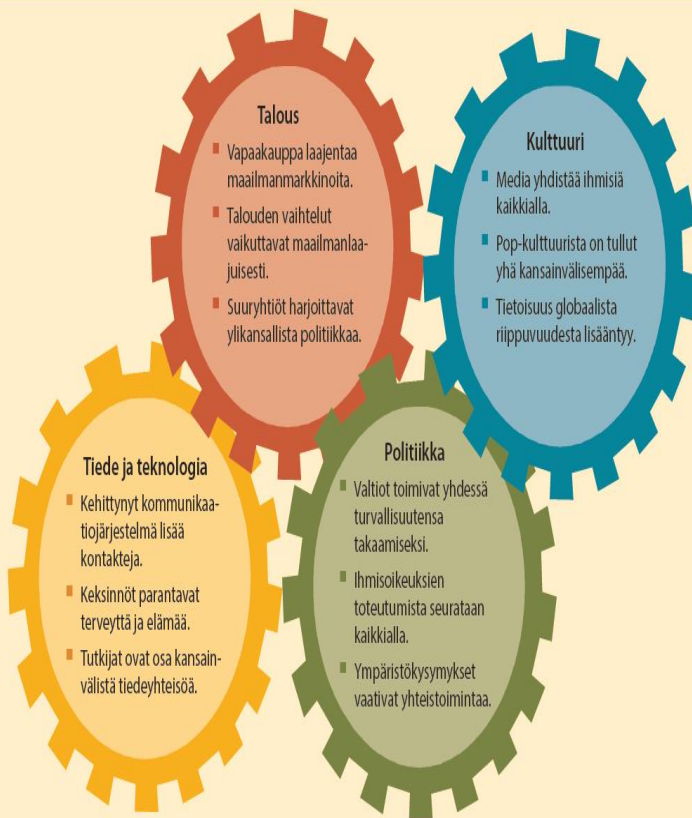 Talous
▪ Vapaakauppa laajentaa
maailmanmarkkinoita.
▪ Talouden vaihtelut
vaikuttavat maailmanlaa-
juisesti.
▪ Suuryhtiöt harjoittavat
ylikansallista politiikkaa.
Kulttuuri
▪ Media yhdistää ihmisiä
kaikkialla.
▪ Pop-kulttuurista on tullut
yhä kansainvälisempää.
▪ Tietoisuus globaalista
riippuvuudesta lisääntyy.
Tiede ja teknologia
▪ Kehittynyt kommunikaa-
tiojärjestelmä lisää
kontakteja.
▪ Keksinnöt parantavat
terveyttä ja elämää.
▪ Tutkijat ovat osa kansain-
välistä tiedeyhteisöä.
Politiikka
▪ Valtiot toimivat yhdessä
turvallisuutensa
takaamiseksi.
▪ Ihmisoikeuksien
toteutumista seurataan
kaikkialla.
▪ Ympäristökysymykset
vaativat yhteistoimintaa.